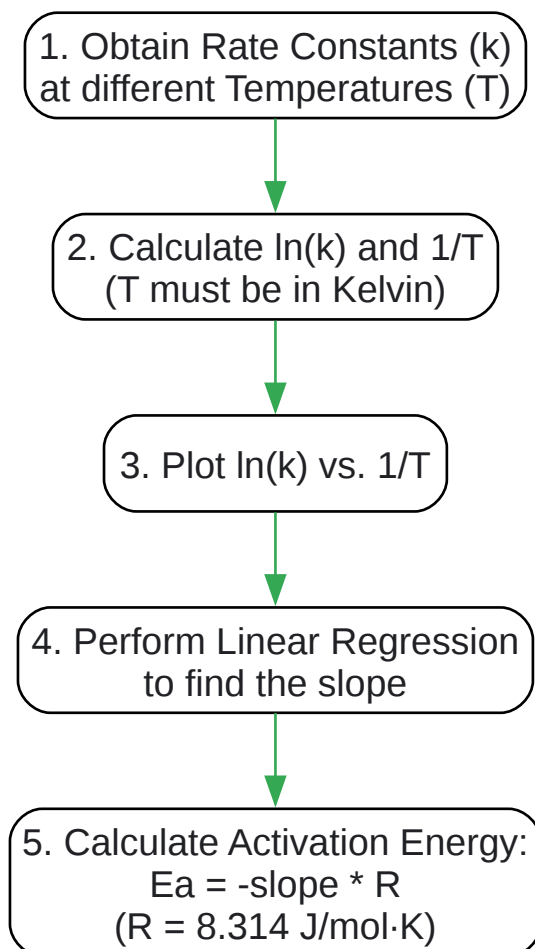 1. Obtain Rate Constants (k)
at different Temperatures (T)
2. Calculate ln(k) and 1/T
(T must be in Kelvin)
3. Plot ln(k) vs. 1/T
4. Perform Linear Regression
to find the slope
5. Calculate Activation Energy:
Ea = -slope * R
(R = 8.314 J/mol·K)